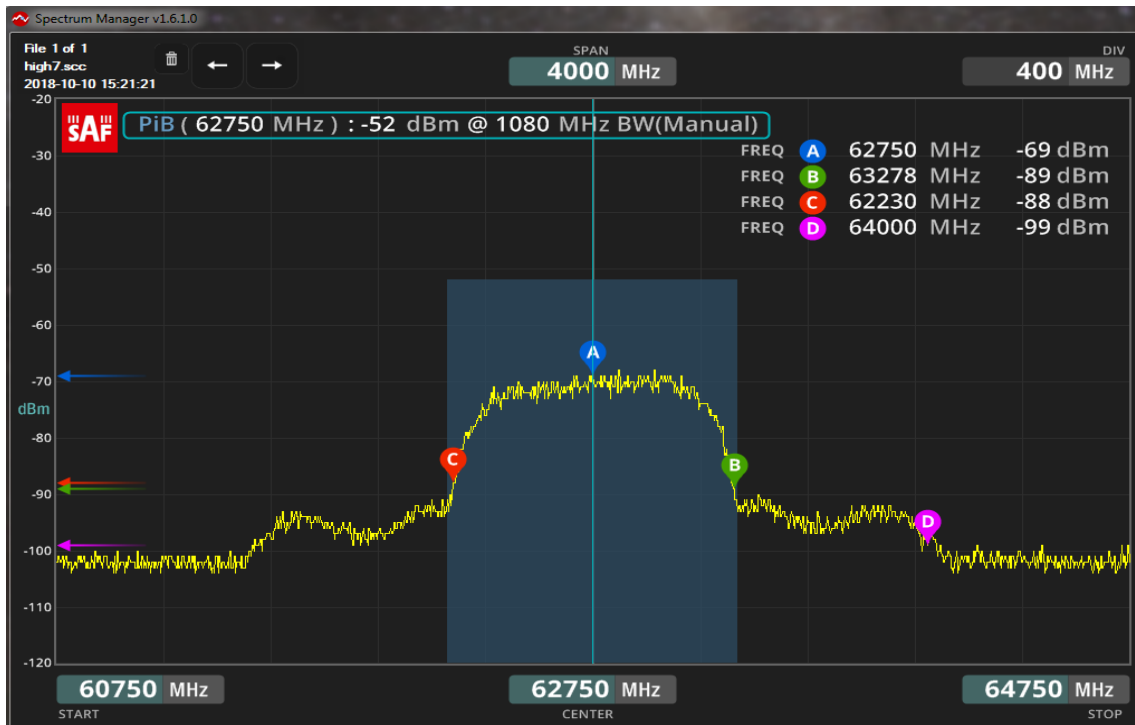 Spectrum Manager v1.6.1.0
File 1 of 1
high7.scc
2018-10-10 15:21:21
SPAN
4000 MHz
DIV
400 MHz
SAF
PiB ( 62750 MHz ) : -52 dBm @ 1080 MHz BW(Manual)
FREQ A 62750 MHz -69 dBm
FREQ B 63278 MHz -89 dBm
FREQ C 62230 MHz -88 dBm
FREQ D 64000 MHz -99 dBm
-20
-30
-40
-50
-60
-70
dBm
-80
-90
-100
-110
-120
A
C
B
D
60750 MHz
START
62750 MHz
CENTER
64750 MHz
STOP